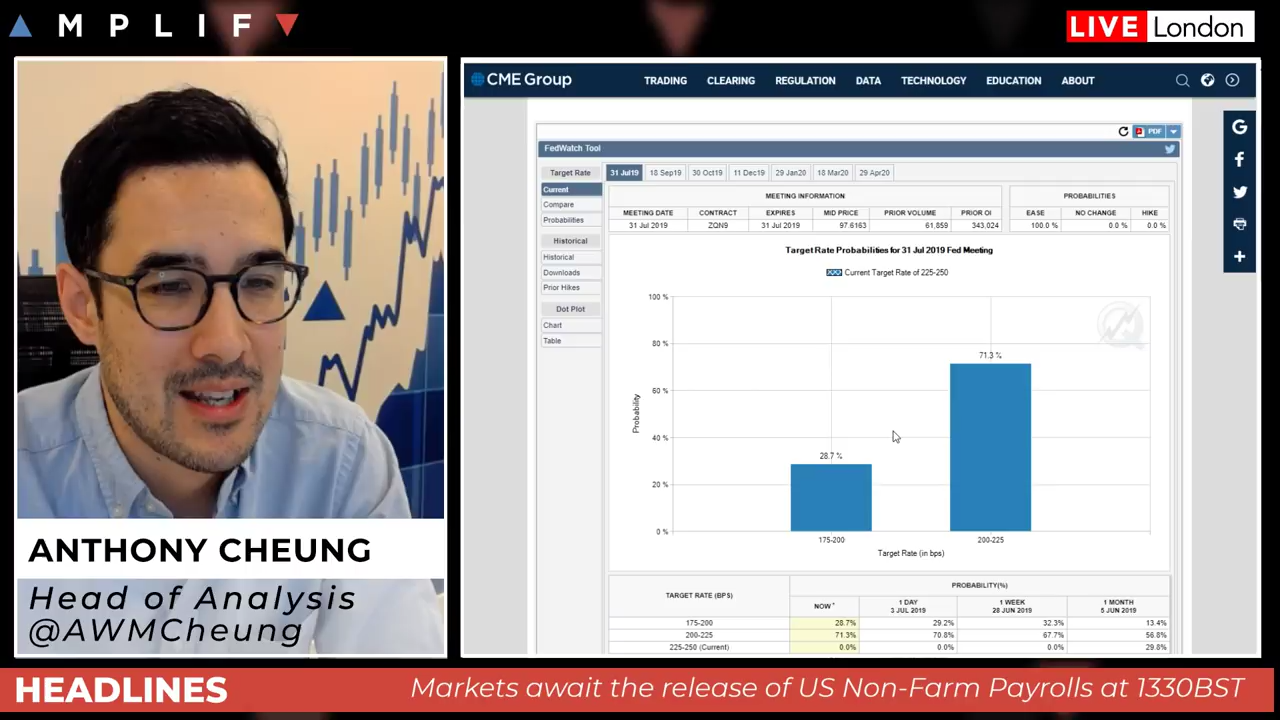 AMPLIFY
LIVE London
CME Group
TRADING CLEARING REGULATION DATA TECHNOLOGY EDUCATION ABOUT
PDF
FedWatch Tool
Target Rate
Current
Compare
Probabilities
Historical
Historical
Downloads
Prior Hikes
Dot Plot
Chart
Table
31 Jul19 18 Sep19 30 Oct19 11 Dec19 29 Jan20 18 Mar20 29 Apr20
MEETING INFORMATION
MEETING DATE CONTRACT EXPIRES MID PRICE PRIOR VOLUME PRIOR OI
31 Jul 2019 ZQN9 31 Jul 2019 97.6163 61,859 343,024
PROBABILITIES
EASE NO CHANGE HIKE
100.0 % 0.0 % 0.0 %
Target Rate Probabilities for 31 Jul 2019 Fed Meeting
Current Target Rate of 225-250
Probability
100 %
80 %
60 %
40 %
20 %
0 %
28.7 %
71.3 %
175-200 200-225
Target Rate (in bps)
TARGET RATE (BPS) PROBABILITY(%)
NOW * 1 DAY 3 JUL 2019 1 WEEK 28 JUN 2019 1 MONTH 5 JUN 2019
175-200 28.7% 29.2% 32.3% 13.4%
200-225 71.3% 70.8% 67.7% 56.8%
225-250 (Current) 0.0% 0.0% 0.0% 29.8%
G
f
ANTHONY CHEUNG
Head of Analysis
@AWMCheung
HEADLINES
Markets await the release of US Non-Farm Payrolls at 1330BST